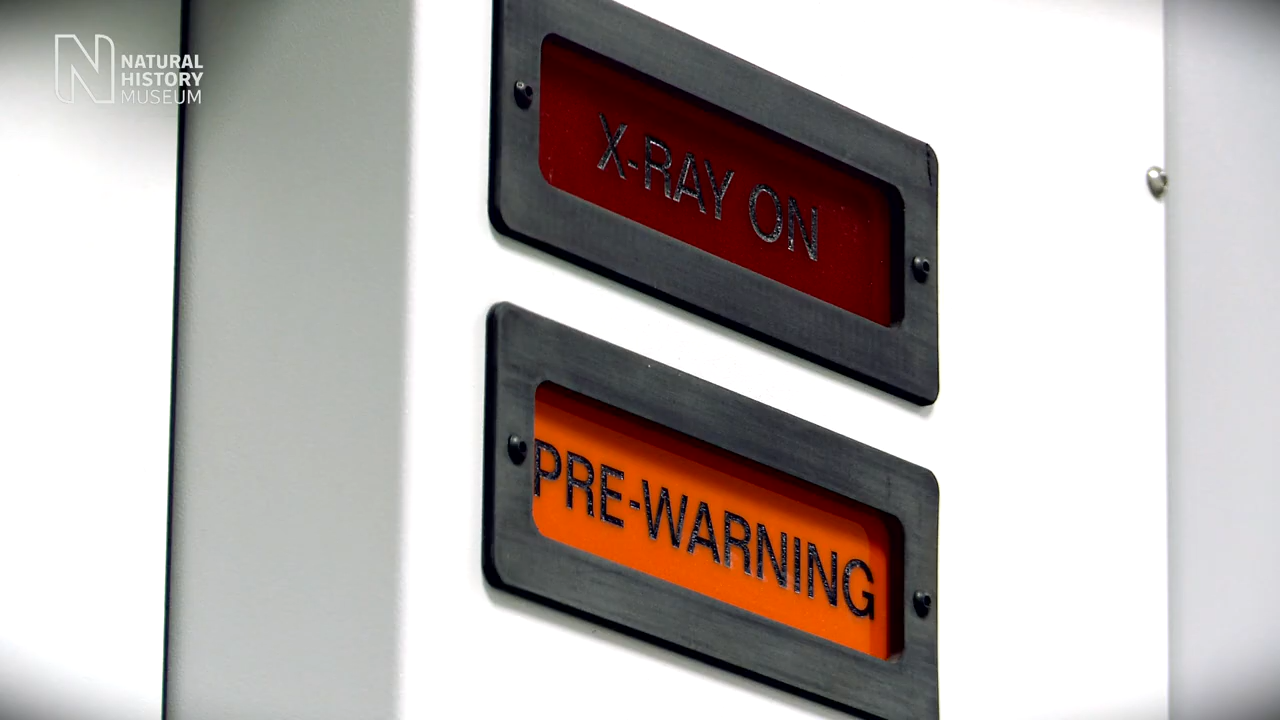 N NATURAL
HISTORY
MUSEUM
X-RAY ON
PRE-WARNING